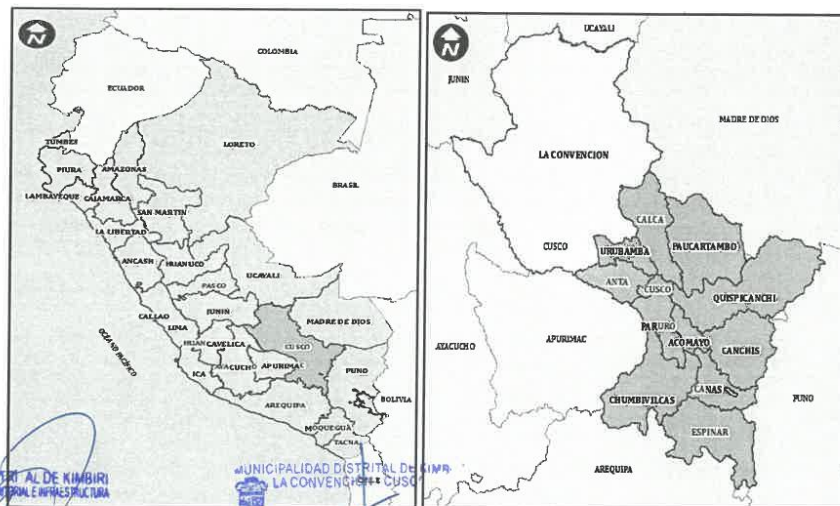 N
COLOMBIA
ECUADOR
TUMBES
LORETO
PIURA
AMAZONAS
LAMBAYEQUE
CAJAMARCA
BRASIL
SAN MARTIN
LA LIBERTAD
ANCASH
HUANUCO
UCAYALI
PASCO
CALLAO
LIMA
JUNIN
MADRE DE DIOS
CUSCO
HUANCAVELICA
OCEANO PACIFICO
ICA
AYACUCHO
APURIMAC
PUNO
AREQUIPA
BOLIVIA
MOQUEGUA
TACNA
AL DE KIMBIRI
E INFRAESTRUCTURA
MUNICIPALIDAD DISTRITAL DE KIMB
LA CONVENCION CUSCO
N
UCAYALI
JUNIN
MADRE DE DIOS
LA CONVENCION
CALCA
CUSCO
URUBAMBA
PAUCARTAMBO
ANTA
CUSCO
QUISPICANCHI
PARURO
AYACUCHO
APURIMAC
ACOMAYO
CANCHIS
CHUMBIVILCAS
CANAS
PUNO
ESPINAR
AREQUIPA